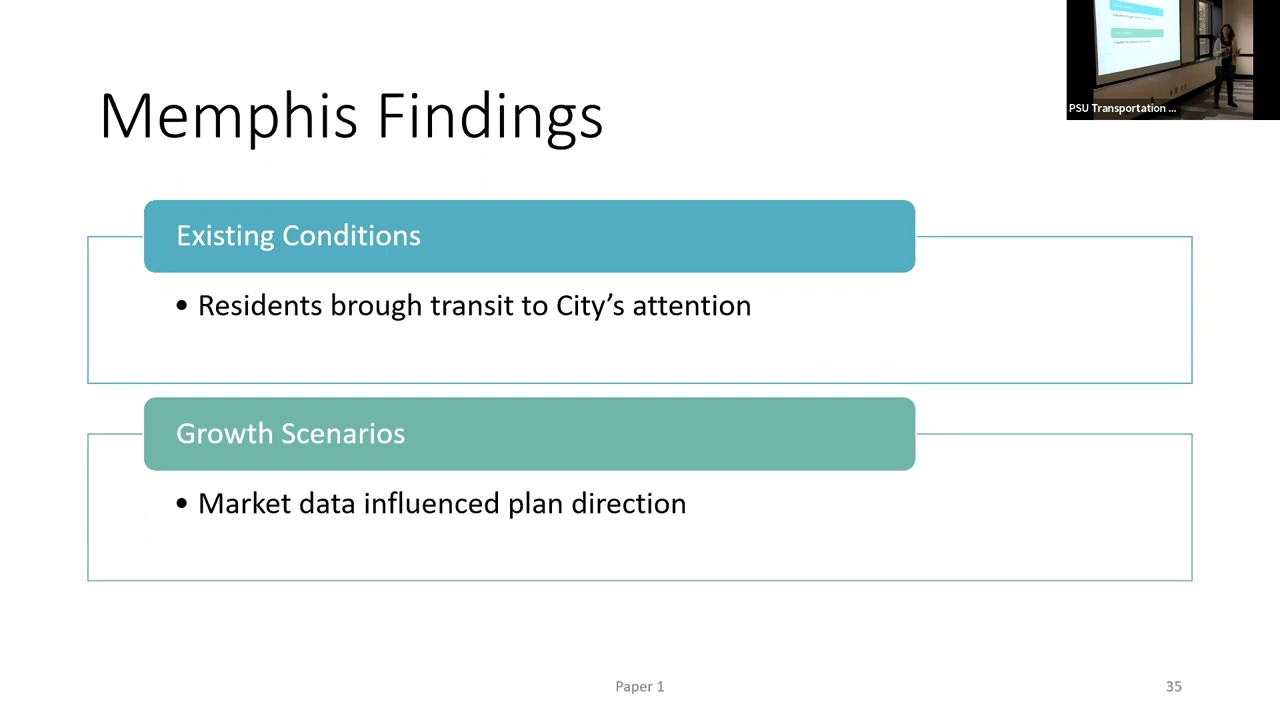 PSU Transportation ...
Memphis Findings
Existing Conditions
• Residents brough transit to City’s attention
Growth Scenarios
• Market data influenced plan direction
Paper 1
35